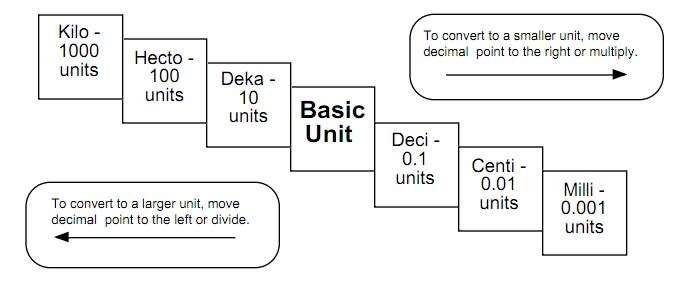 Kilo -
1000
units
Hecto -
100
units
Deka -
10
units
Basic
Unit
Deci -
0.1
units
Centi -
0.01
units
Milli -
0.001
units
To convert to a smaller unit, move
decimal  point to the right or multiply.
To convert to a larger unit, move
decimal  point to the left or divide.